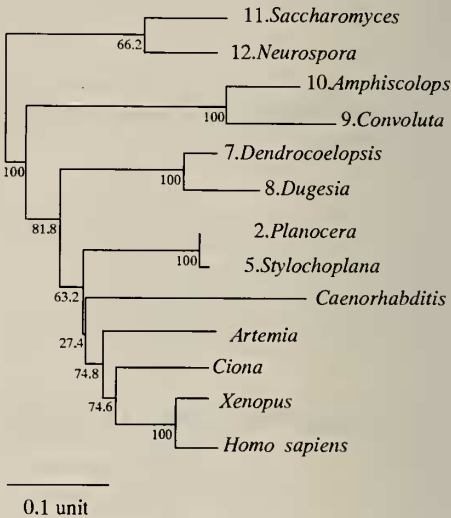 11.Saccharomyces
66.2
12.Neurospora
10.Amphiscolops
100
9.Convoluta
7.Dendrocoelopsis
100
100
8.Dugesia
81.8
2.Planocera
100
5.Stylochoplana
63.2
Caenorhabditis
27.4
Artemia
74.8
Ciona
74.6
Xenopus
100
Homo sapiens
0.1 unit